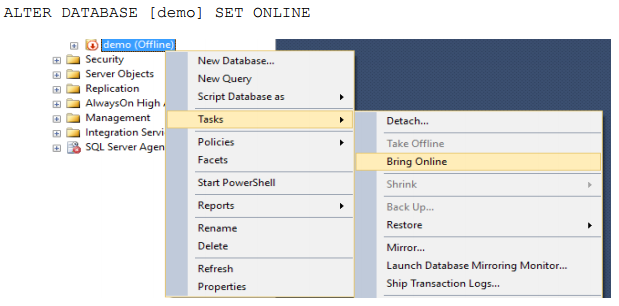 ALTER DATABASE [demo] SET ONLINE
demo (Offline)
Security
Server Objects
Replication
AlwaysOn High
Management
Integration Servi
SQL Server Agen
New Database...
New Query
Script Database as
Tasks
Policies
Facets
Start PowerShell
Reports
Rename
Delete
Refresh
Properties
Detach...
Take Offline
Bring Online
Shrink
Back Up...
Restore
Mirror...
Launch Database Mirroring Monitor...
Ship Transaction Logs...